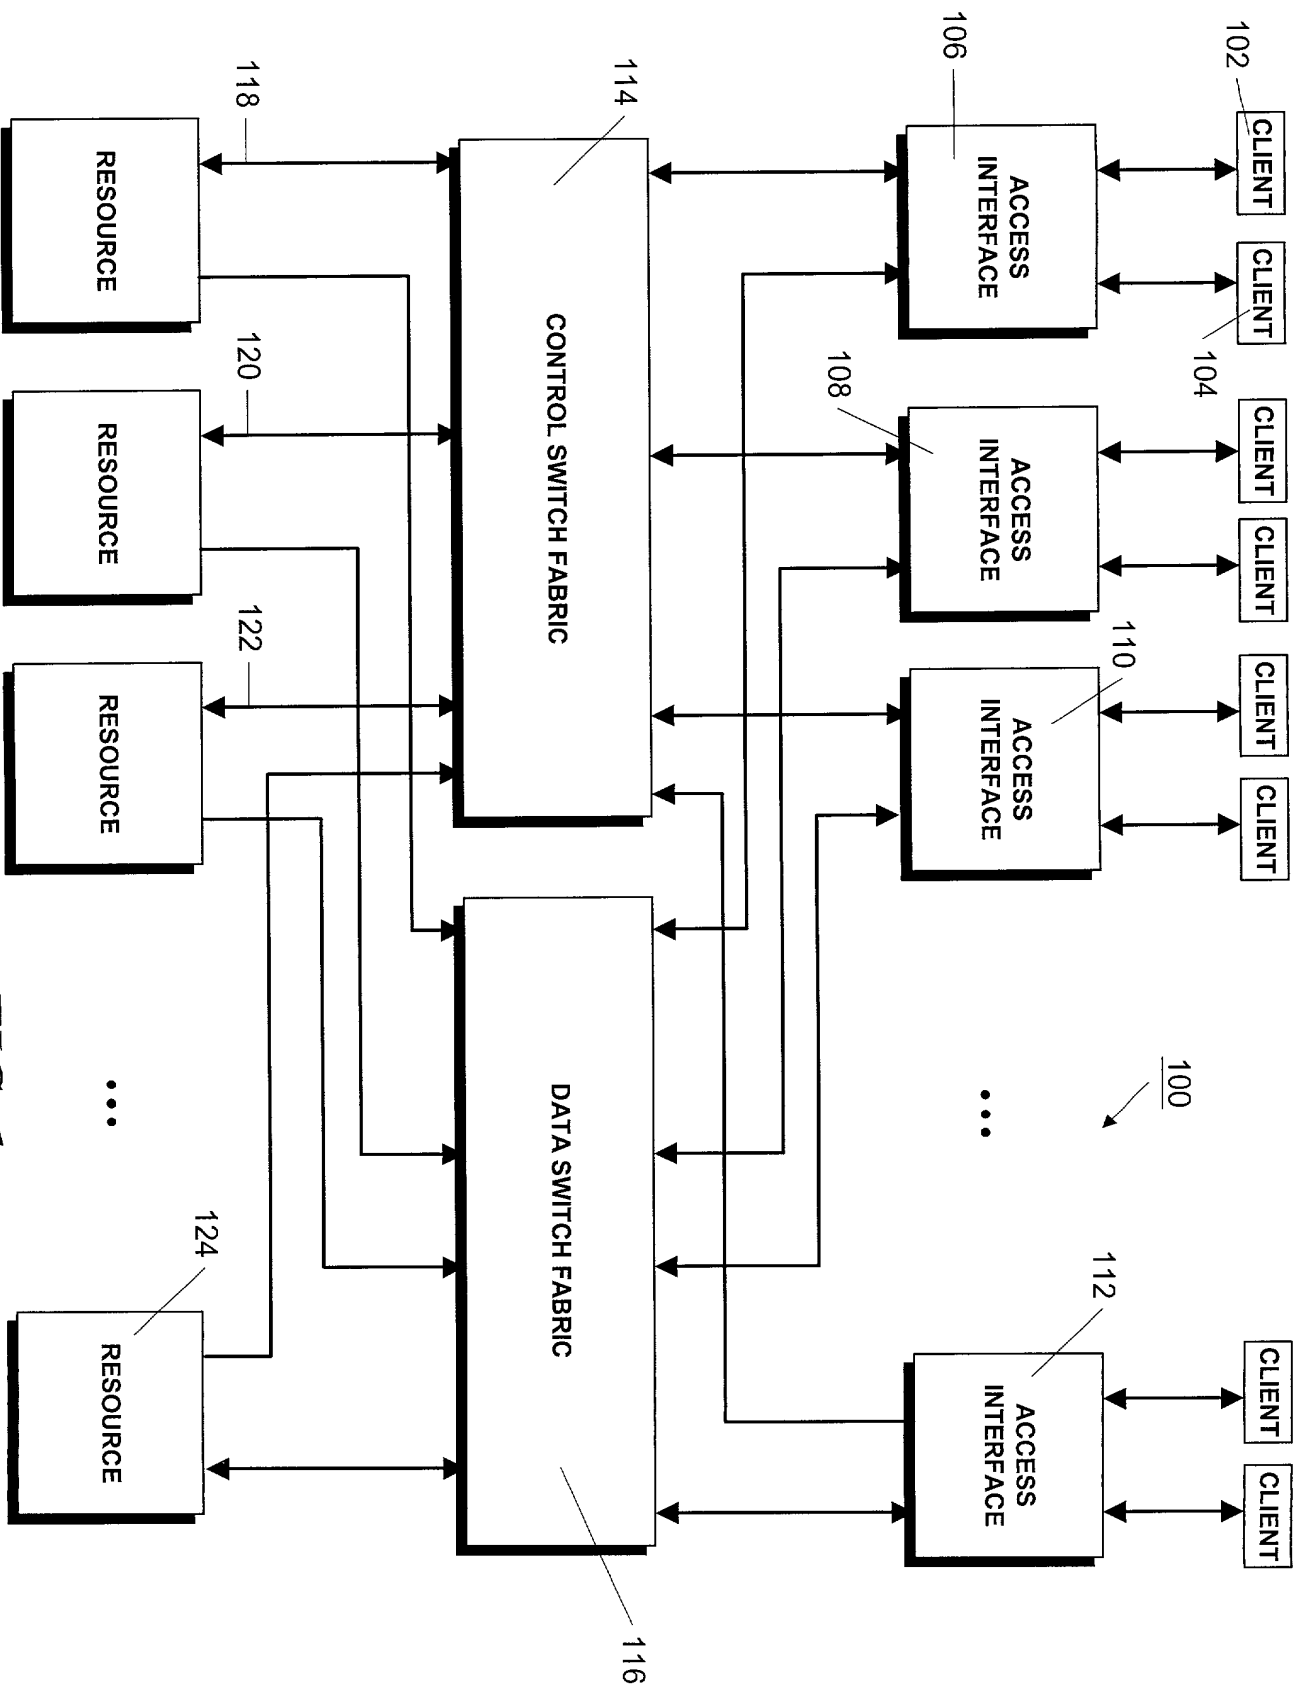 102
CLIENT
CLIENT
104
CLIENT
CLIENT
CLIENT
CLIENT
CLIENT
CLIENT
106
ACCESS
INTERFACE
108
ACCESS
INTERFACE
110
ACCESS
INTERFACE
...
100
112
ACCESS
INTERFACE
114
CONTROL SWITCH FABRIC
DATA SWITCH FABRIC
116
118
RESOURCE
120
RESOURCE
122
RESOURCE
...
124
RESOURCE